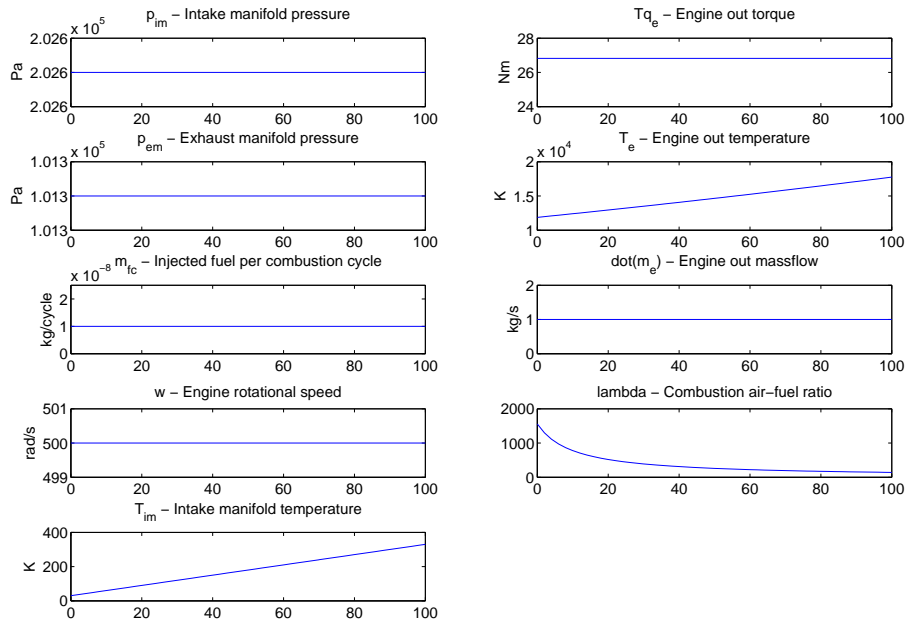 p_im − Intake manifold pressure
x 10^5
2.026
2.026
2.026
Pa
0 20 40 60 80 100
p_em − Exhaust manifold pressure
x 10^5
1.013
1.013
1.013
Pa
0 20 40 60 80 100
m_fc − Injected fuel per combustion cycle
x 10^−8
2
1
0
kg/cycle
0 20 40 60 80 100
w − Engine rotational speed
501
500
499
rad/s
0 20 40 60 80 100
T_im − Intake manifold temperature
400
200
0
K
0 20 40 60 80 100
Tq_e − Engine out torque
28
26
24
Nm
0 20 40 60 80 100
T_e − Engine out temperature
x 10^4
2
1.5
1
K
0 20 40 60 80 100
dot(m_e) − Engine out massflow
2
1
0
kg/s
0 20 40 60 80 100
lambda − Combustion air−fuel ratio
2000
1000
0
0 20 40 60 80 100